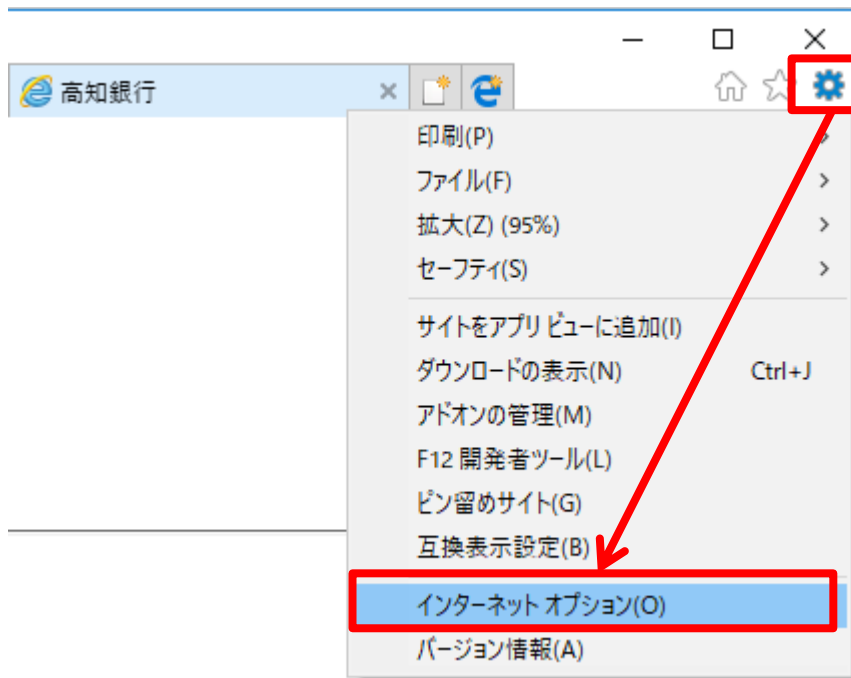 高知銀行
印刷(P)
ファイル(F)
拡大(Z) (95%)
セーフティ(S)
サイトをアプリ ビューに追加(I)
ダウンロードの表示(N) Ctrl+J
アドオンの管理(M)
F12 開発者ツール(L)
ピン留めサイト(G)
互換表示設定(B)
インターネット オプション(O)
バージョン情報(A)